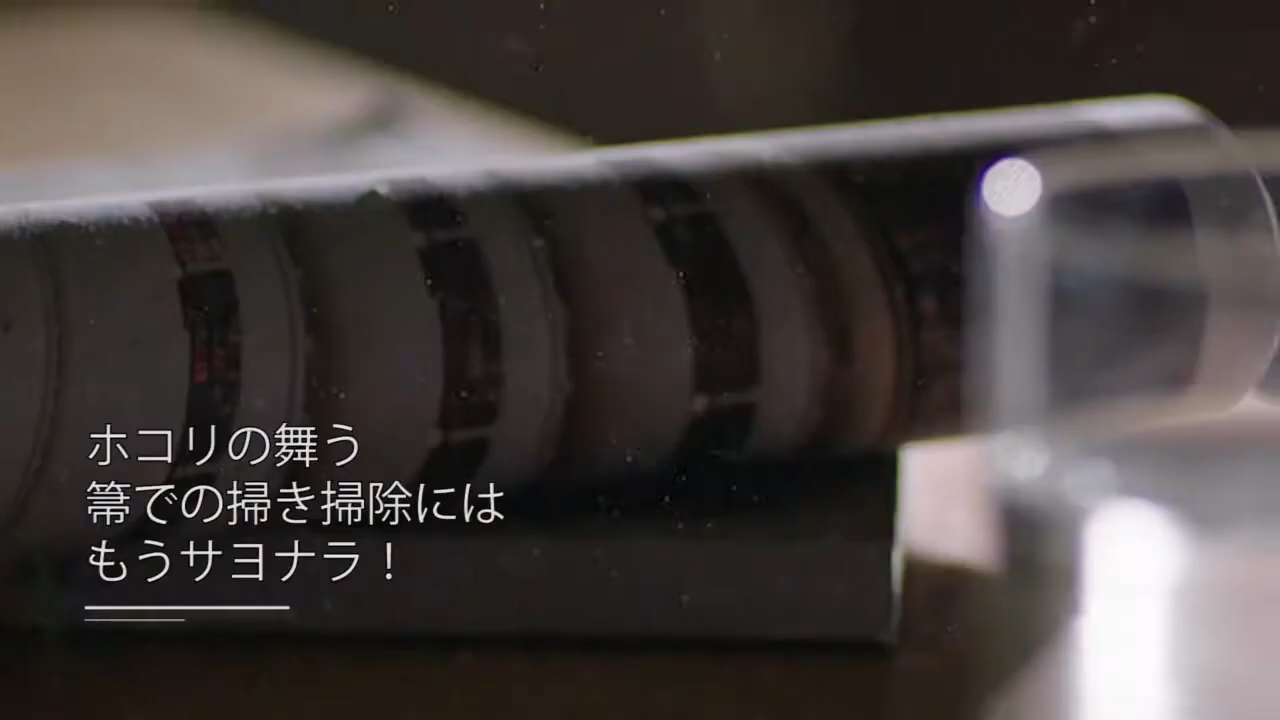 ホコリの舞う
箒での掃き掃除には
もうサヨナラ！